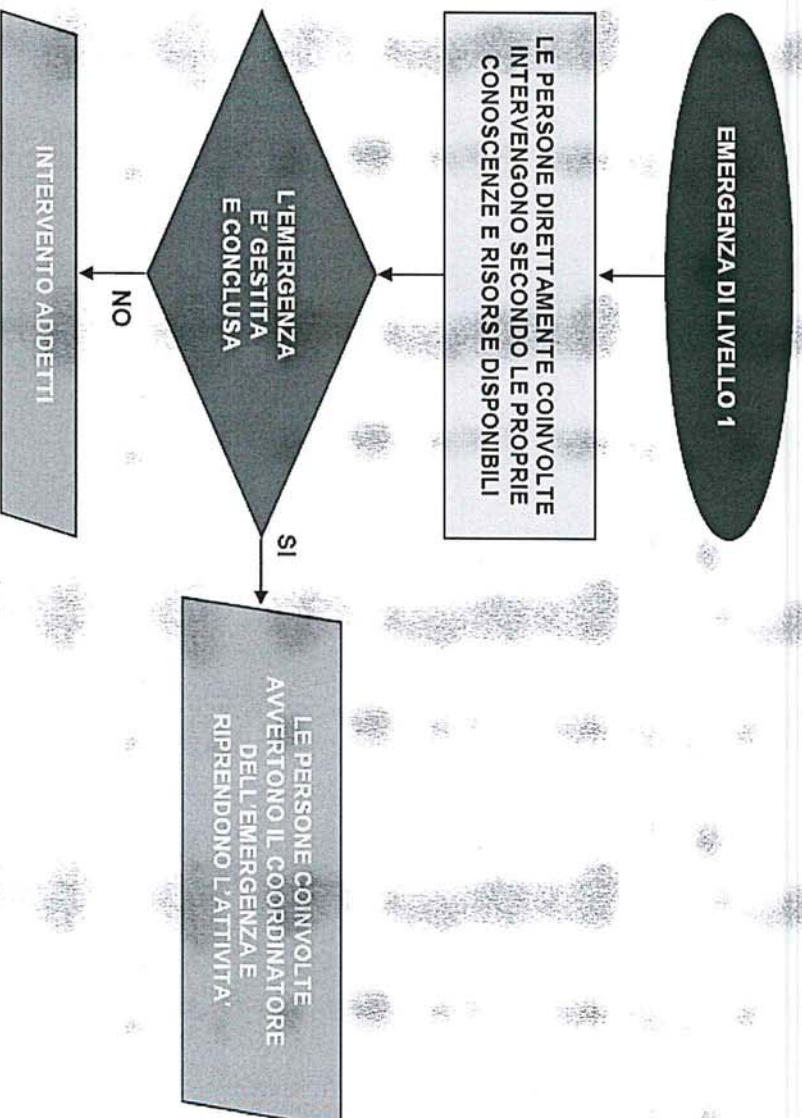 EMERGENZA DI LIVELLO 1
LE PERSONE DIRETTAMENTE COINVOLTE
INTERVENGONO SECONDO LE PROPRIE
CONOSCENZE E RISORSE DISPONIBILI
L'EMERGENZA
E' GESTITA
E CONCLUSA
SI
LE PERSONE COINVOLTE
AVVERTONO IL COORDINATORE
DELL'EMERGENZA E
RIPRENDONO L'ATTIVITA'
NO
INTERVENTO ADDETTI